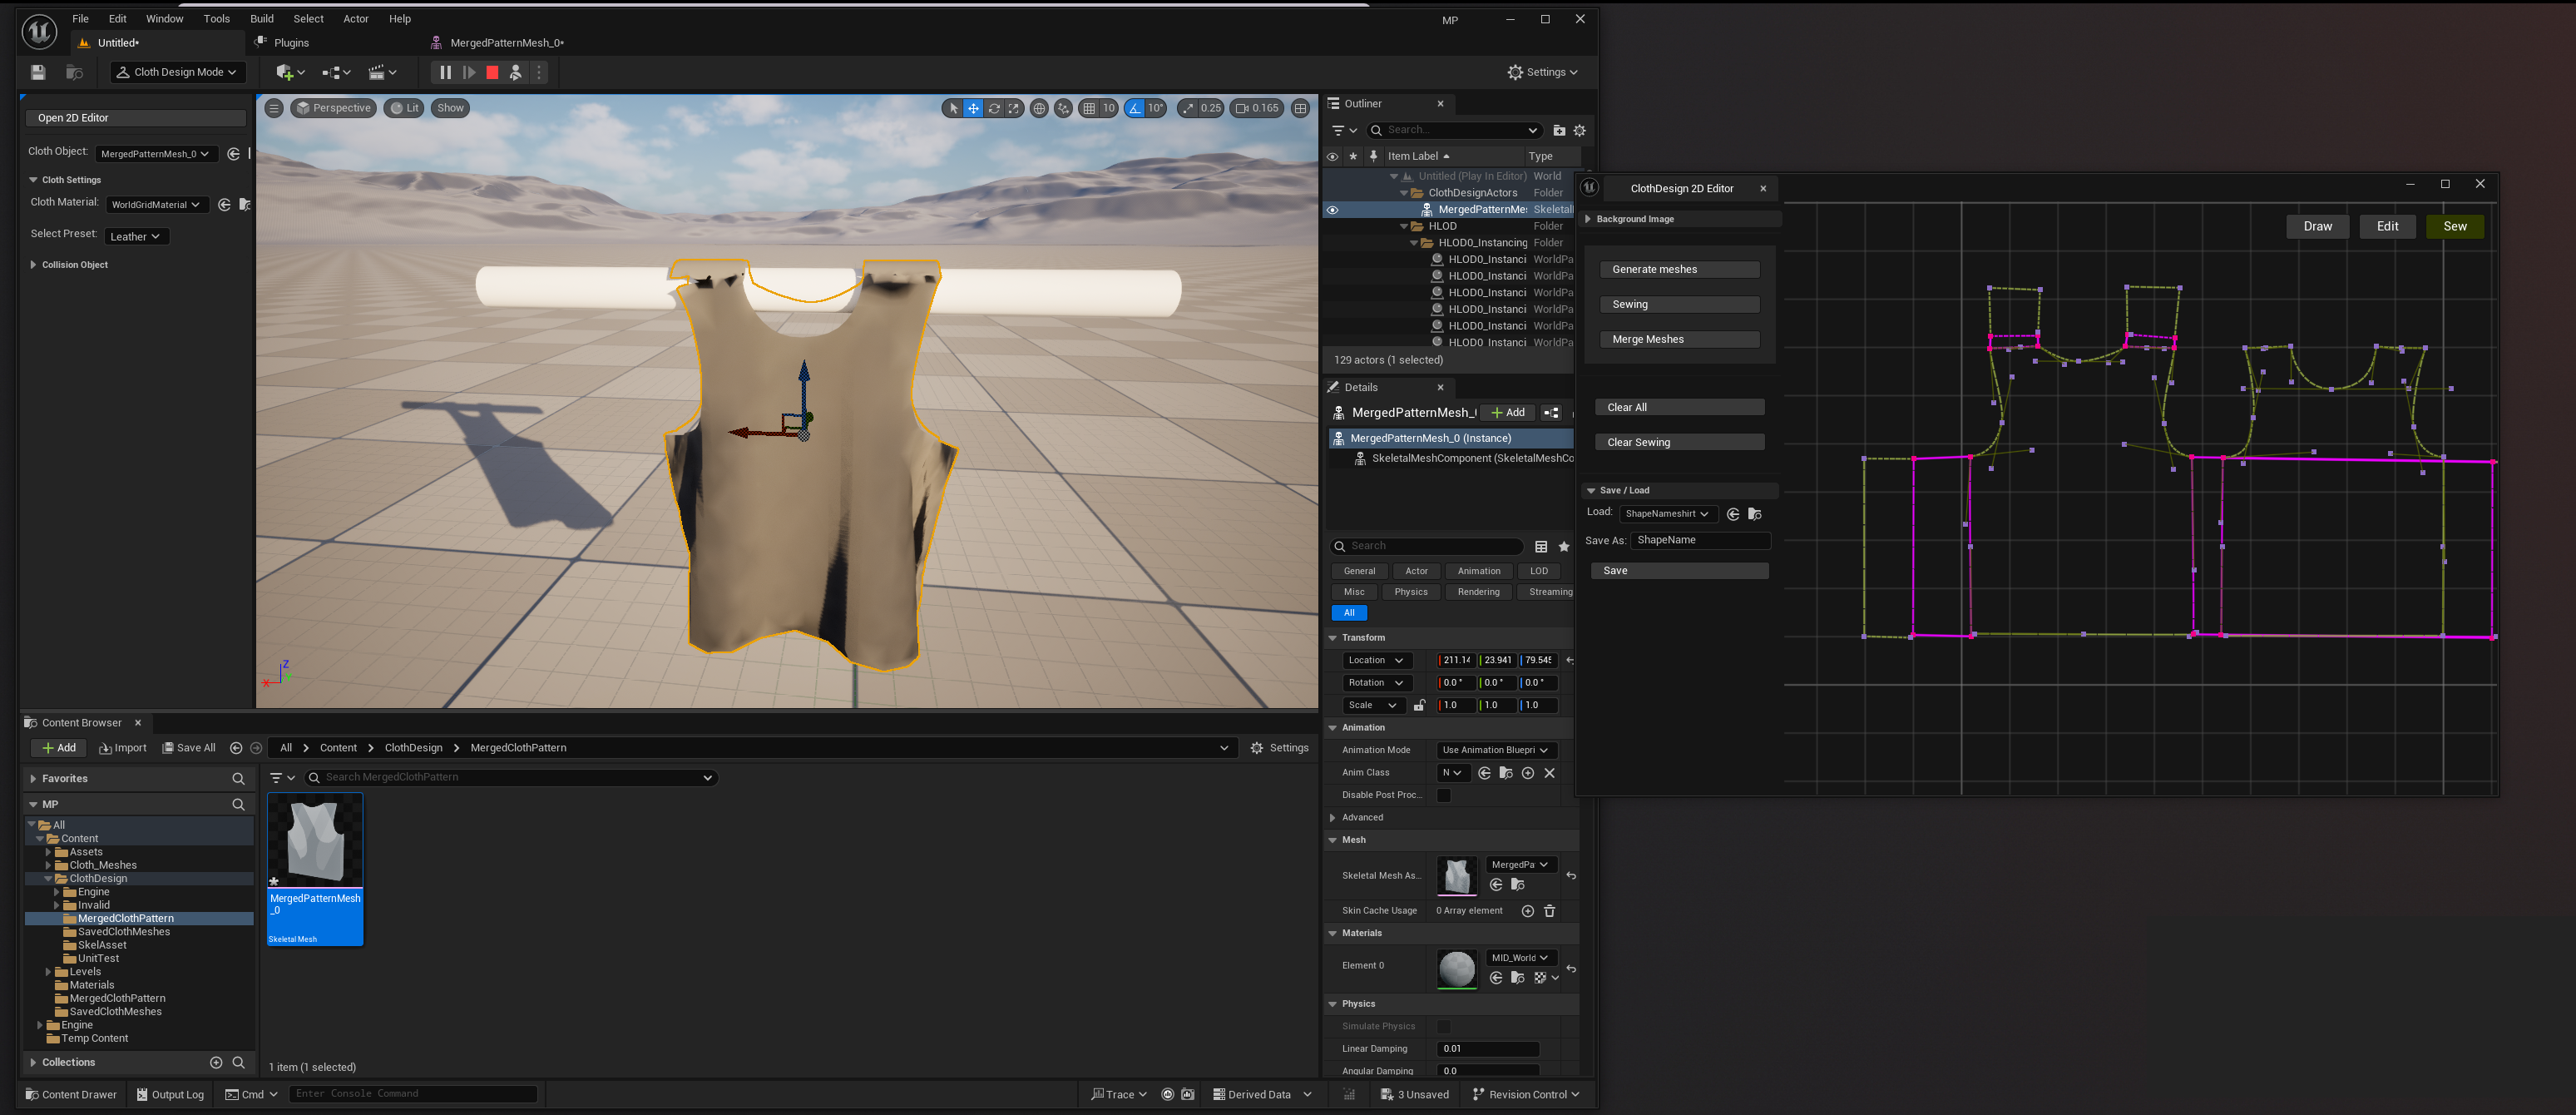 File Edit Window Tools Build Select Actor Help
MP
Untitled*
Plugins
MergedPatternMesh_0*
Cloth Design Mode
Settings
Open 2D Editor
Cloth Object: MergedPatternMesh_0
Cloth Settings
Cloth Material: WorldGridMaterial
Select Preset: Leather
Collision Object
Perspective Lit Show
10 10° 0.25 0.165
Z
X
Outliner
Search...
Item Label Type
Untitled (Play In Editor) World
ClothDesignActors Folder
MergedPatternMe: Skeletal
HLOD Folder
HLOD0_Instancing Folder
HLOD0_Instanci WorldPa
HLOD0_Instanci WorldPa
HLOD0_Instanci WorldPa
HLOD0_Instanci WorldPa
HLOD0_Instanci WorldPa
HLOD0_Instanci WorldPa
129 actors (1 selected)
Details
MergedPatternMesh_
Add
MergedPatternMesh_0 (Instance)
SkeletalMeshComponent (SkeletalMeshCo
Search
General Actor Animation LOD
Misc Physics Rendering Streaming
All
Transform
Location 211.14 23.941 79.545
Rotation 0.0 ° 0.0 ° 0.0 °
Scale 1.0 1.0 1.0
Animation
Animation Mode Use Animation Bluepri
Anim Class N
Disable Post Proc...
Advanced
Mesh
Skeletal Mesh As... MergedPa
Skin Cache Usage 0 Array element
Materials
Element 0 MID_World
Physics
Simulate Physics
Linear Damping 0.01
Angular Damping 0.0
ClothDesign 2D Editor
Background Image
Generate meshes
Sewing
Merge Meshes
Clear All
Clear Sewing
Save / Load
Load: ShapeNameshirt
Save As: ShapeName
Save
Draw Edit Sew
Content Browser
Add Import Save All All Content ClothDesign MergedClothPattern Settings
Favorites
MP
All
Content
Assets
Cloth_Meshes
ClothDesign
Engine
Invalid
MergedClothPattern
SavedClothMeshes
SkelAsset
UnitTest
Levels
Materials
MergedClothPattern
SavedClothMeshes
Engine
Temp Content
Collections
Search MergedClothPattern
MergedPatternMesh
_0
Skeletal Mesh
1 item (1 selected)
Content Drawer Output Log Cmd Enter Console Command
Trace Derived Data 3 Unsaved Revision Control